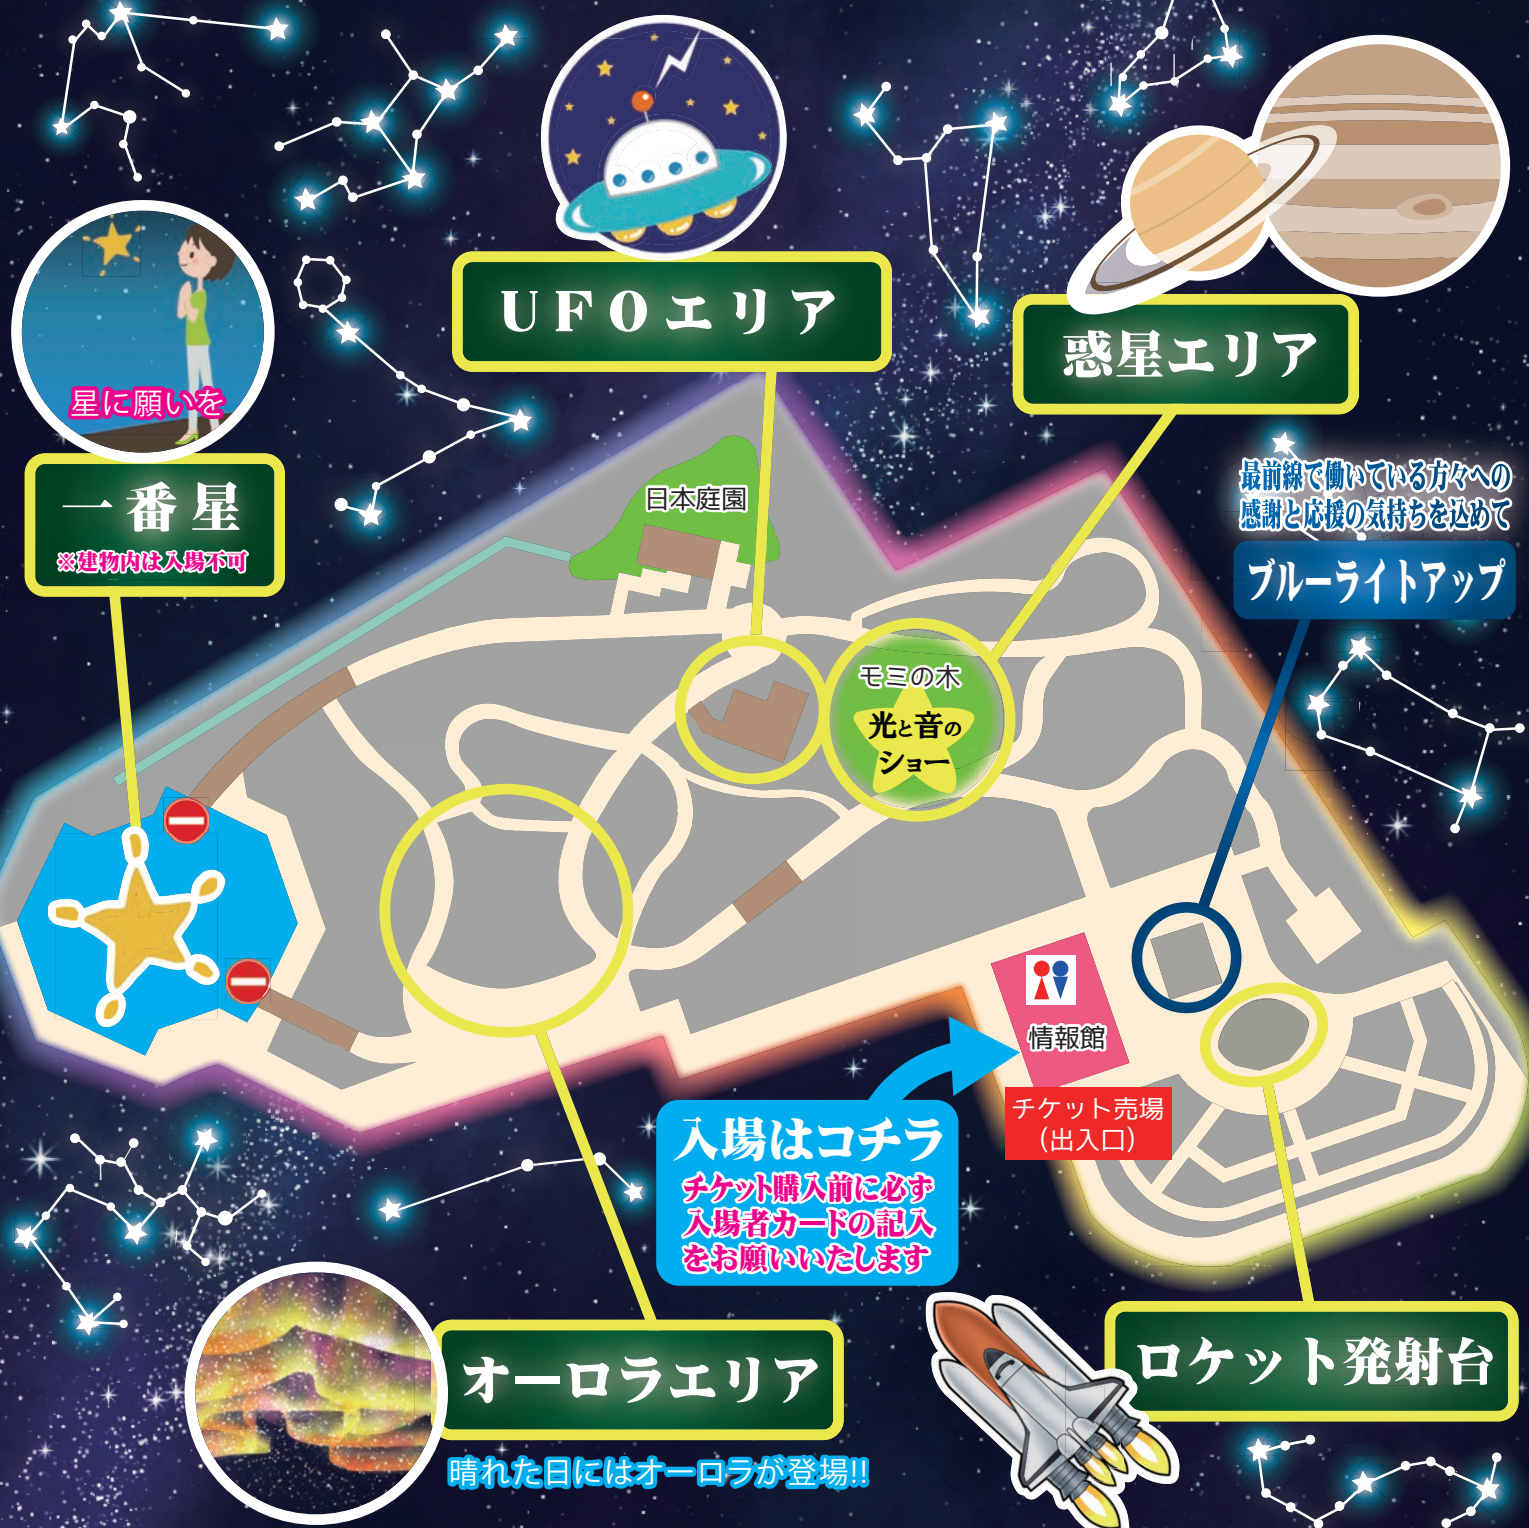 UFOエリア
惑星エリア
星に願いを
一番星
※建物内は入場不可
最前線で働いている方々への
感謝と応援の気持ちを込めて
ブルーライトアップ
日本庭園
モミの木
光と音の
ショー
情報館
チケット売場
(出入口)
入場はコチラ
チケット購入前に必ず
入場者カードの記入
をお願いいたします
オーロラエリア
晴れた日にはオーロラが登場!!
ロケット発射台